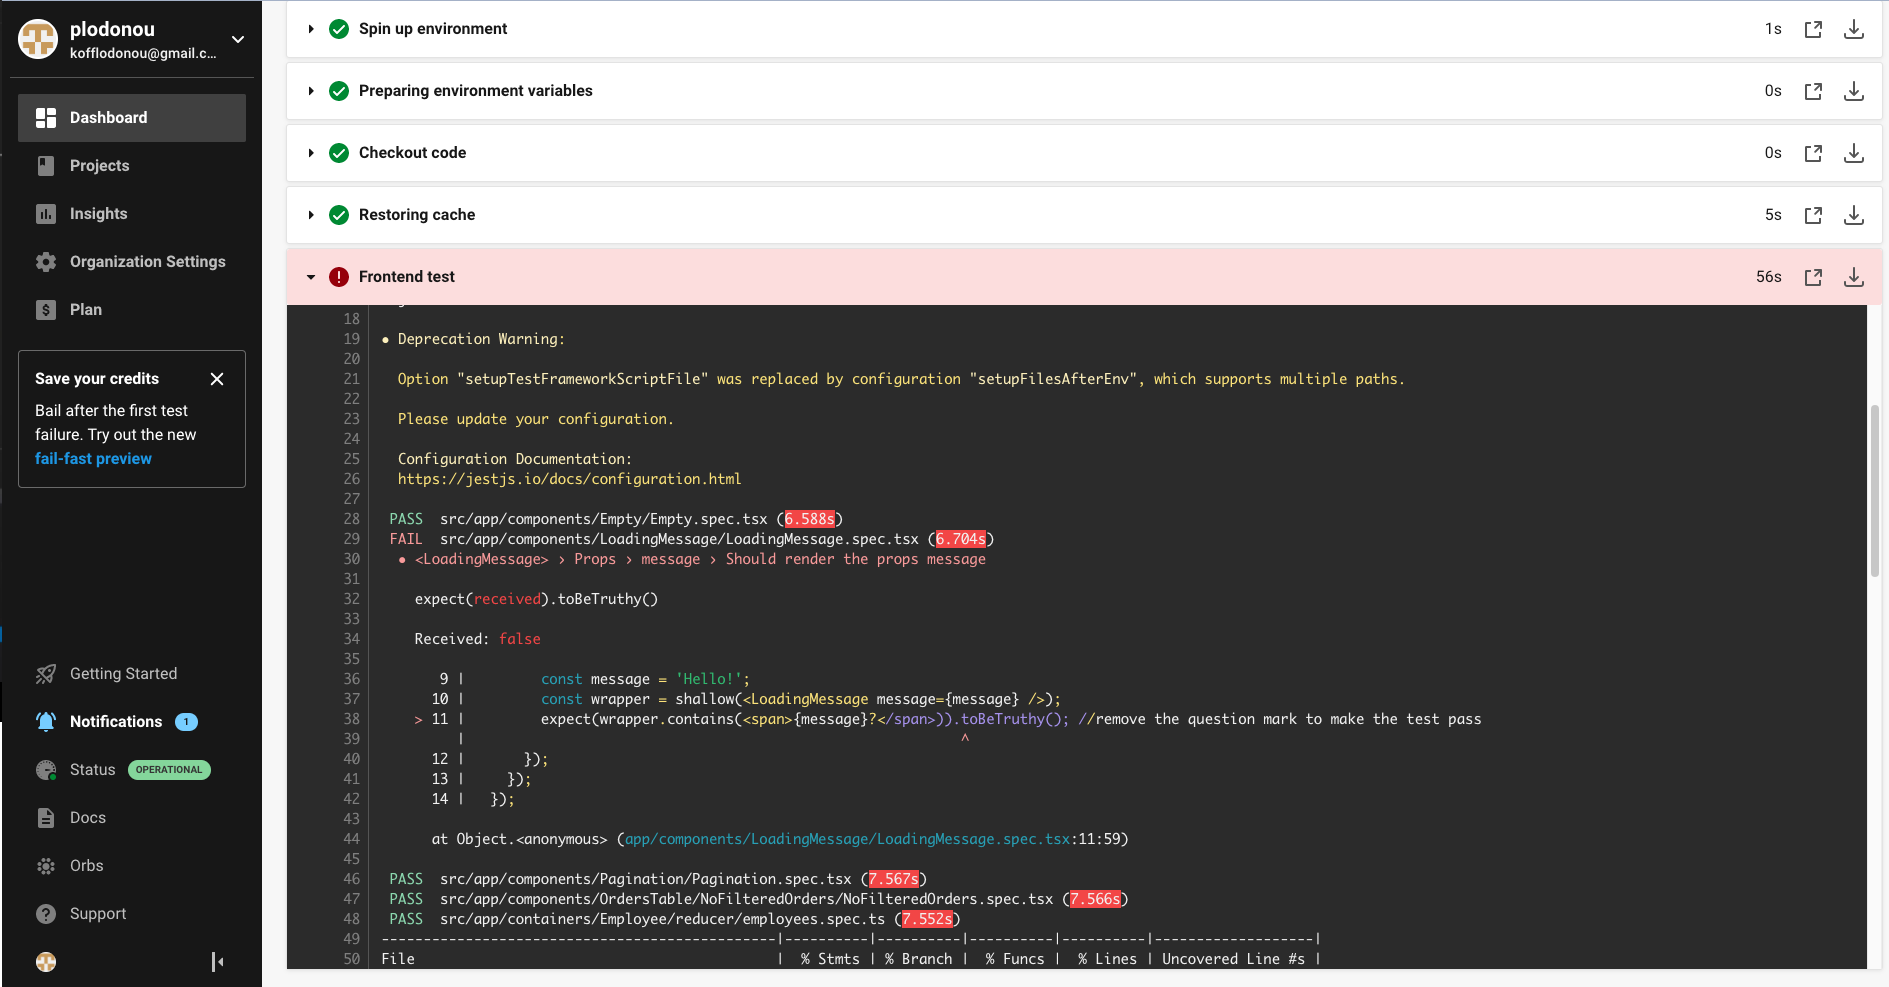 plodonou
kofflodonou@gmail.c...
Dashboard
Projects
Insights
Organization Settings
Plan
Save your credits
Bail after the first test
failure. Try out the new
fail-fast preview
Getting Started
Notifications 1
Status OPERATIONAL
Docs
Orbs
Support
Spin up environment 1s
Preparing environment variables 0s
Checkout code 0s
Restoring cache 5s
Frontend test 56s
18
19 ● Deprecation Warning:
20
21 Option "setupTestFrameworkScriptFile" was replaced by configuration "setupFilesAfterEnv", which supports multiple paths.
22
23 Please update your configuration.
24
25 Configuration Documentation:
26 https://jestjs.io/docs/configuration.html
27
28 PASS src/app/components/Empty/Empty.spec.tsx (6.588s)
29 FAIL src/app/components/LoadingMessage/LoadingMessage.spec.tsx (6.704s)
30 ● <LoadingMessage> › Props › message › Should render the props message
31
32 expect(received).toBeTruthy()
33
34 Received: false
35
36 9 | const message = 'Hello!';
37 10 | const wrapper = shallow(<LoadingMessage message={message} />);
38 > 11 | expect(wrapper.contains(<span>{message}?</span>)).toBeTruthy(); //remove the question mark to make the test pass
39 | ^
40 12 | });
41 13 | });
42 14 | });
43
44 at Object.<anonymous> (app/components/LoadingMessage/LoadingMessage.spec.tsx:11:59)
45
46 PASS src/app/components/Pagination/Pagination.spec.tsx (7.567s)
47 PASS src/app/components/OrdersTable/NoFilteredOrders/NoFilteredOrders.spec.tsx (7.566s)
48 PASS src/app/containers/Employee/reducer/employees.spec.ts (7.552s)
49 -----------------------------------------------|----------|----------|----------|----------|-------------------|
50 File | % Stmts | % Branch | % Funcs | % Lines | Uncovered Line #s |